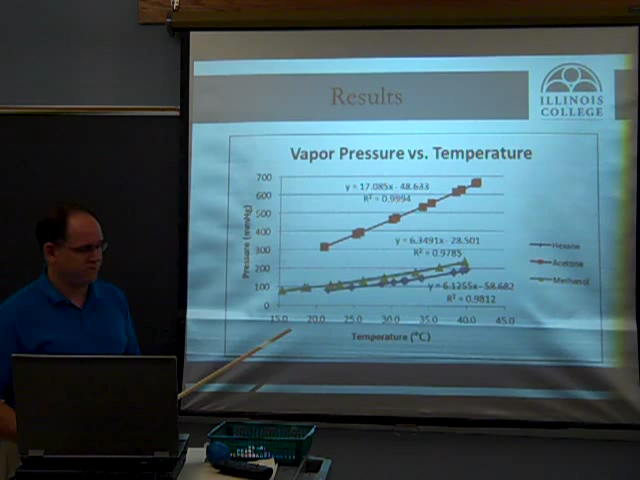 Results
ILLINOIS
COLLEGE
Vapor Pressure vs. Temperature
700
600
500
400
300
200
100
0
Pressure (mmHg)
y = 17.085x - 48.633
R² = 0.9994
y = 6.3491x - 28.501
R² = 0.9785
y = 6.1255x - 58.682
R² = 0.9812
Hexane
Acetone
Methanol
15.0 20.0 25.0 30.0 35.0 40.0 45.0
Temperature (°C)